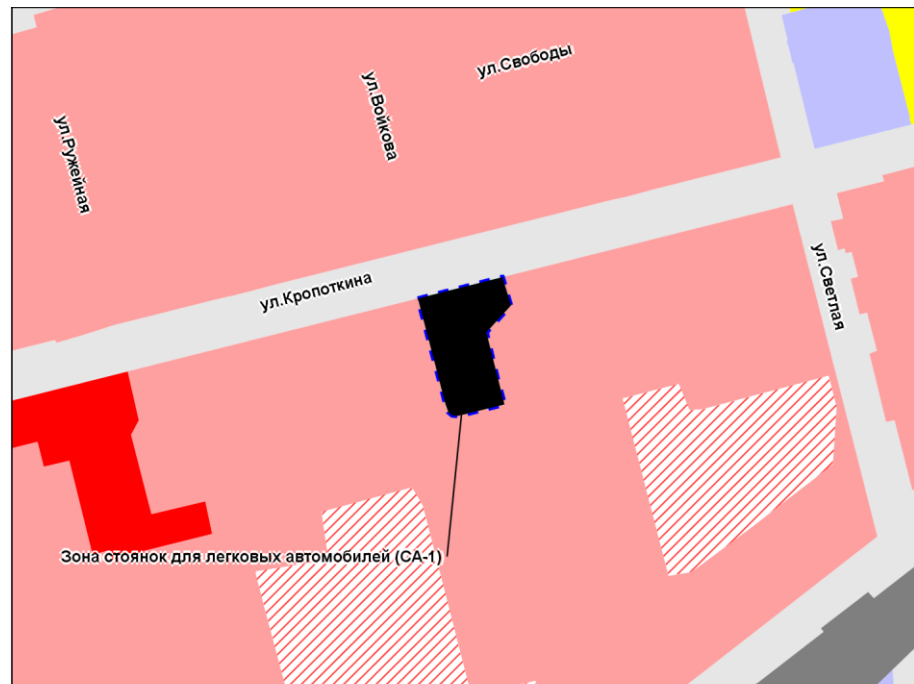 ул.Свободы
ул.Войкова
ул.Ружейная
ул.Кропоткина
ул.Светлая
Зона стоянок для легковых автомобилей (СА-1)